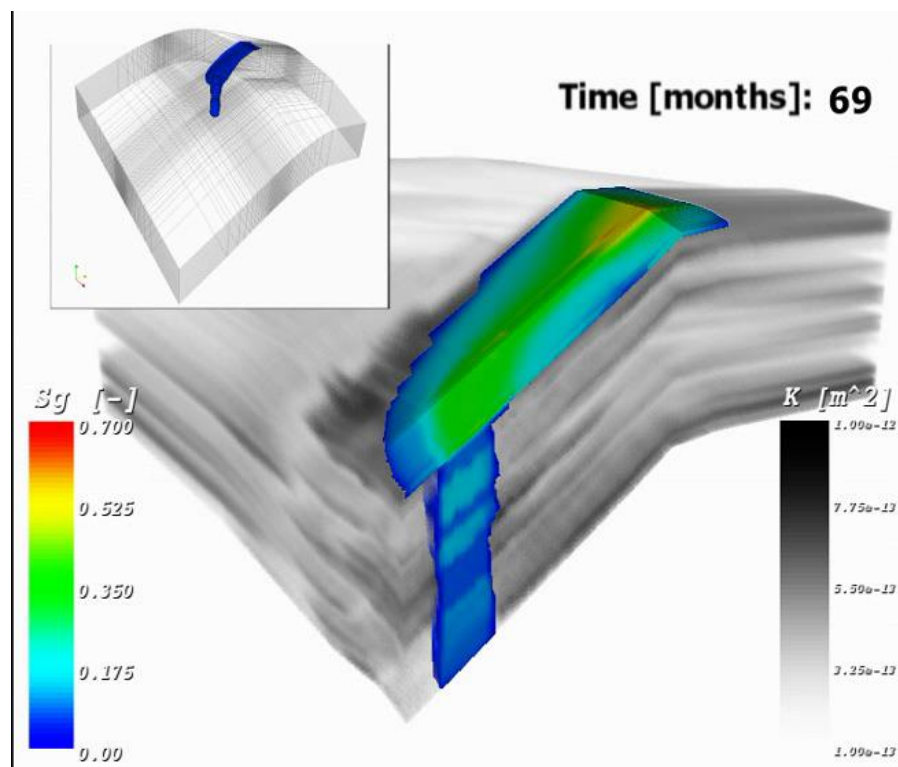 Time [months]: 69
Sg [-]
0.700
0.525
0.350
0.175
0.00
K [m^2]
1.00e-12
7.75e-13
5.50e-13
3.25e-13
1.00e-13